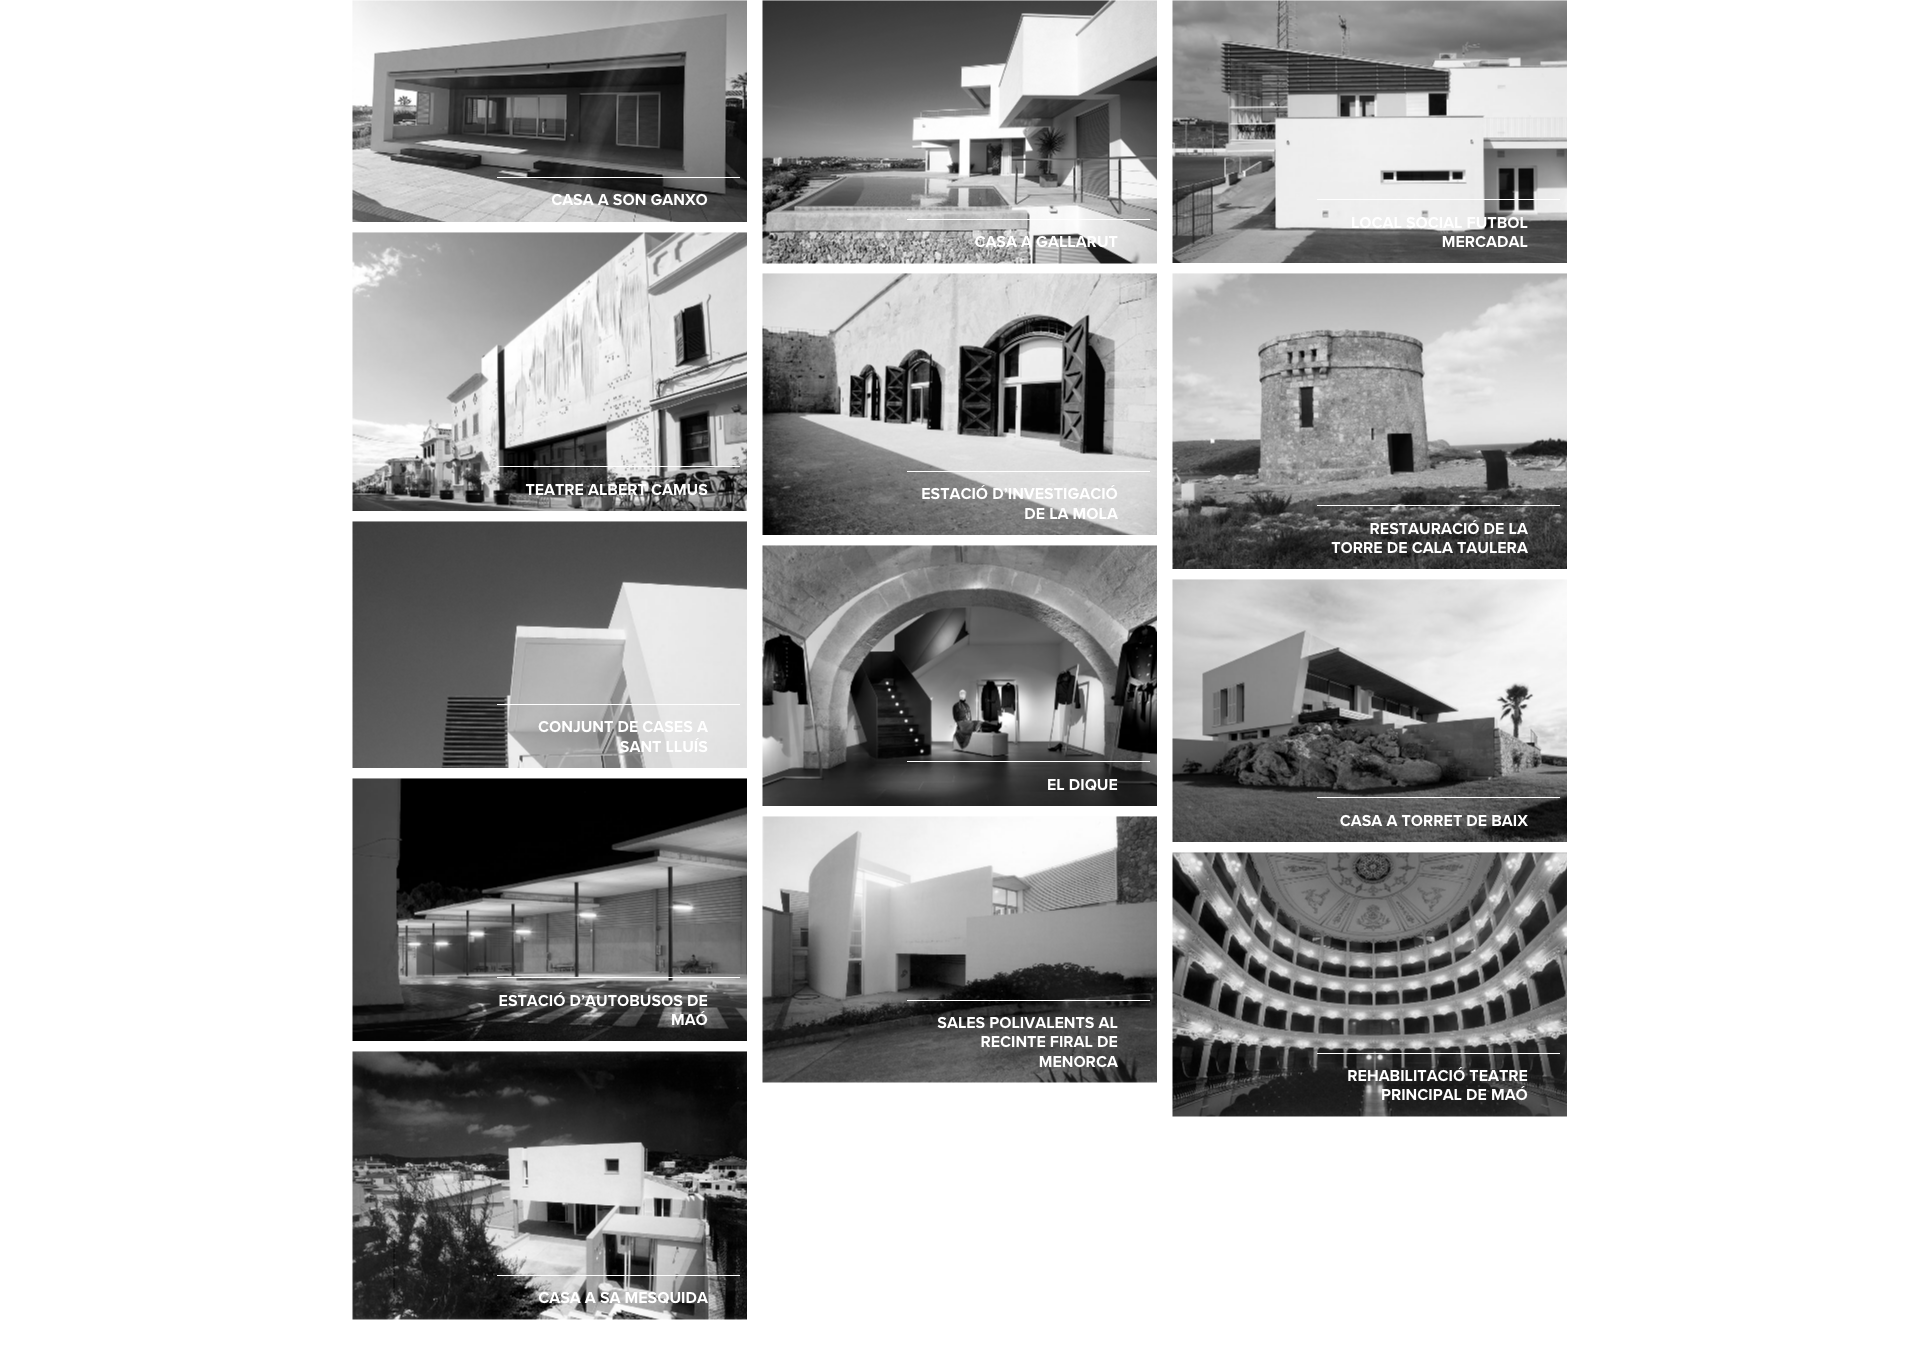 CASA A SON GANXO
TEATRE ALBERT CAMUS
CONJUNT DE CASES A
SANT LLUÍS
ESTACIÓ D'AUTOBUSOS DE
MAÓ
CASA A SA MESQUIDA
CASA A GALLARUT
ESTACIÓ D'INVESTIGACIÓ
DE LA MOLA
EL DIQUE
SALES POLIVALENTS AL
RECINTE FIRAL DE
MENORCA
LOCAL SOCIAL FUTBOL
MERCADAL
RESTAURACIÓ DE LA
TORRE DE CALA TAULERA
CASA A TORRET DE BAIX
REHABILITACIÓ TEATRE
PRINCIPAL DE MAÓ